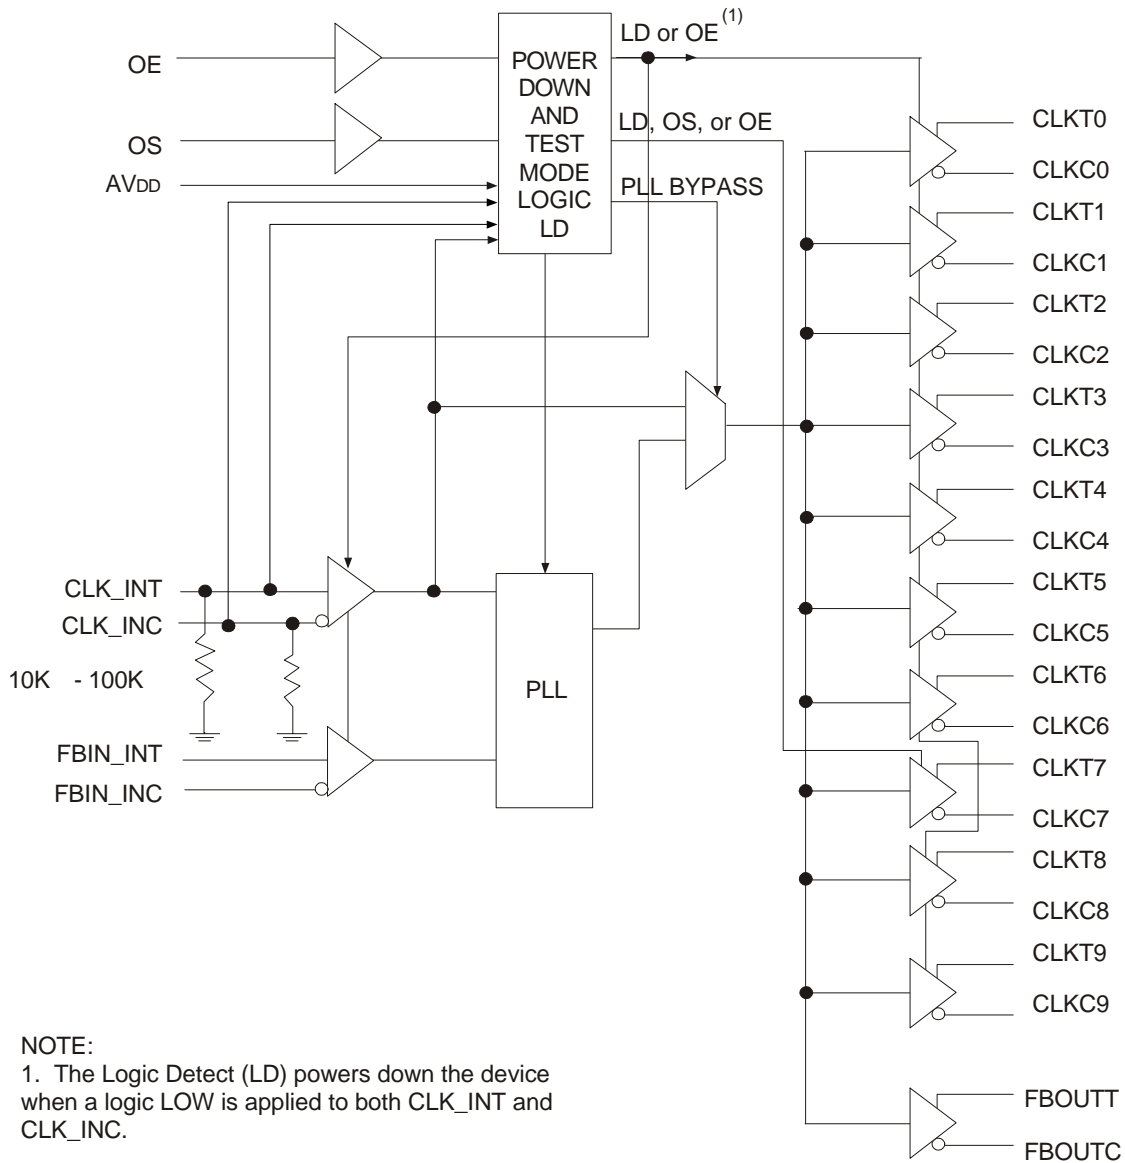 LD or OE (1)
OE
POWER
DOWN
AND
TEST
MODE
LOGIC
LD
OS
LD, OS, or OE
AVDD
PLL BYPASS
CLKT0
CLKC0
CLKT1
CLKC1
CLKT2
CLKC2
CLKT3
CLKC3
CLKT4
CLKC4
CLKT5
CLKC5
CLKT6
CLKC6
CLKT7
CLKC7
CLKT8
CLKC8
CLKT9
CLKC9
FBOUTT
FBOUTC
CLK_INT
CLK_INC
10K - 100K
PLL
FBIN_INT
FBIN_INC
NOTE:
1. The Logic Detect (LD) powers down the device
when a logic LOW is applied to both CLK_INT and
CLK_INC.